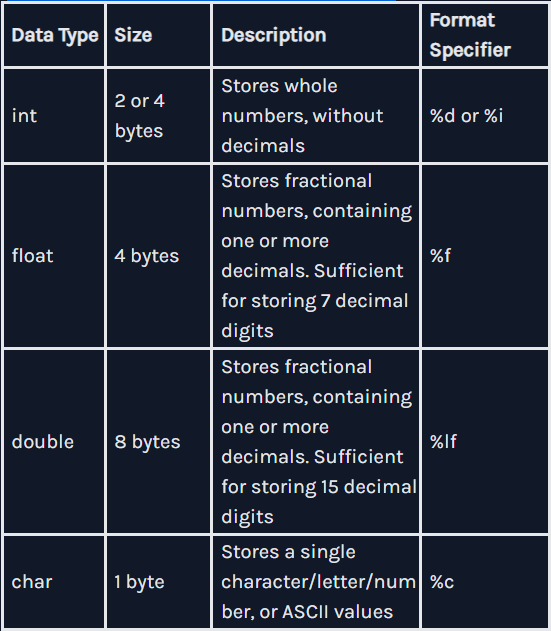 Data Type Size Description Format
Specifier
int 2 or 4
bytes Stores whole
numbers, without
decimals %d or %i
float 4 bytes Stores fractional
numbers, containing
one or more
decimals. Sufficient
for storing 7 decimal
digits %f
double 8 bytes Stores fractional
numbers, containing
one or more
decimals. Sufficient
for storing 15 decimal
digits %lf
char 1 byte Stores a single
character/letter/num
ber, or ASCII values %c